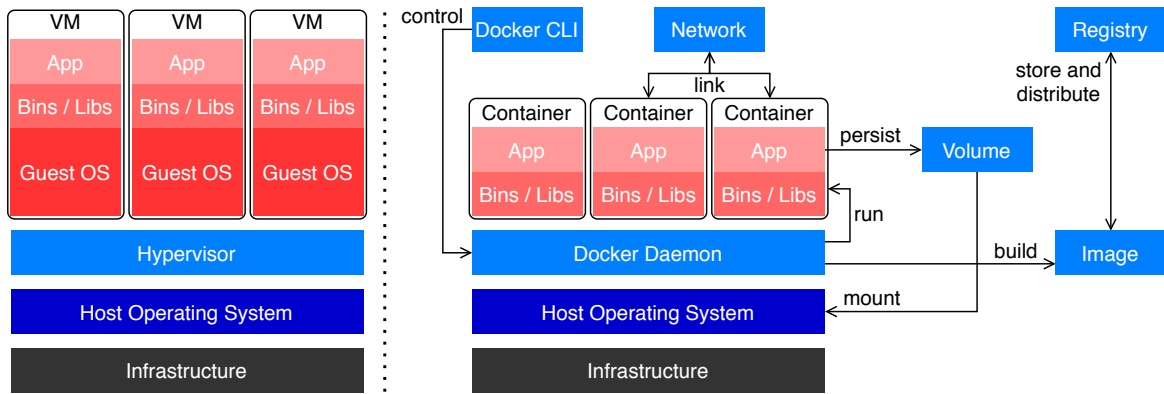 VM
VM
VM
App
App
App
Bins / Libs
Bins / Libs
Bins / Libs
Guest OS
Guest OS
Guest OS
Hypervisor
Host Operating System
Infrastructure
control
Docker CLI
Network
Registry
link
store and
distribute
Container
Container
Container
App
App
App
persist
Volume
Bins / Libs
Bins / Libs
Bins / Libs
run
Docker Daemon
build
Image
mount
Host Operating System
Infrastructure